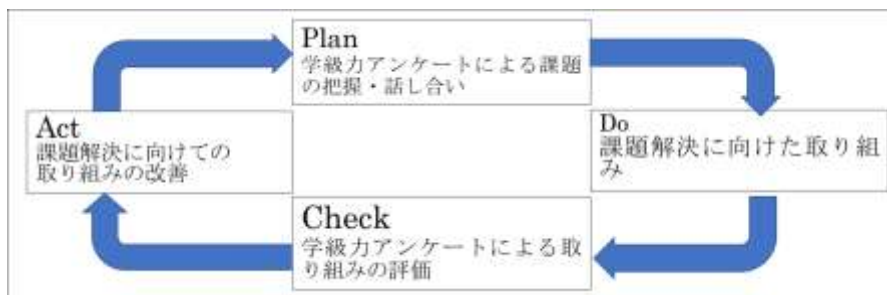 Plan
学級力アンケートによる課題
の把握・話し合い
Do
課題解決に向けた取り組
み
Check
学級力アンケートによる取
り組みの評価
Act
課題解決に向けての
取り組みの改善